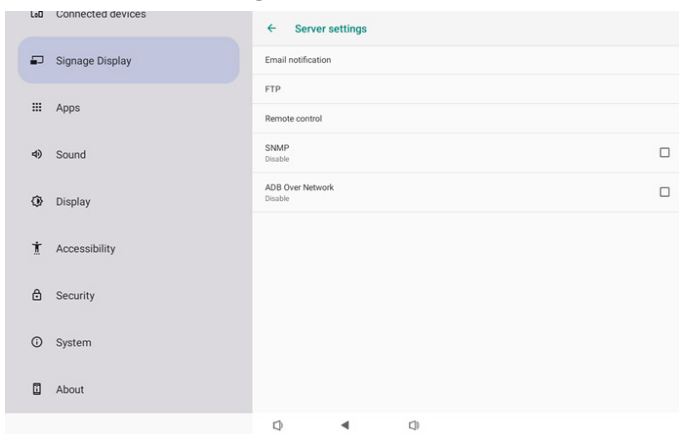 Connected devices
Signage Display
Apps
Sound
Display
Accessibility
Security
System
About
Server settings
Email notification
FTP
Remote control
SNMP
Disable
ADB Over Network
Disable